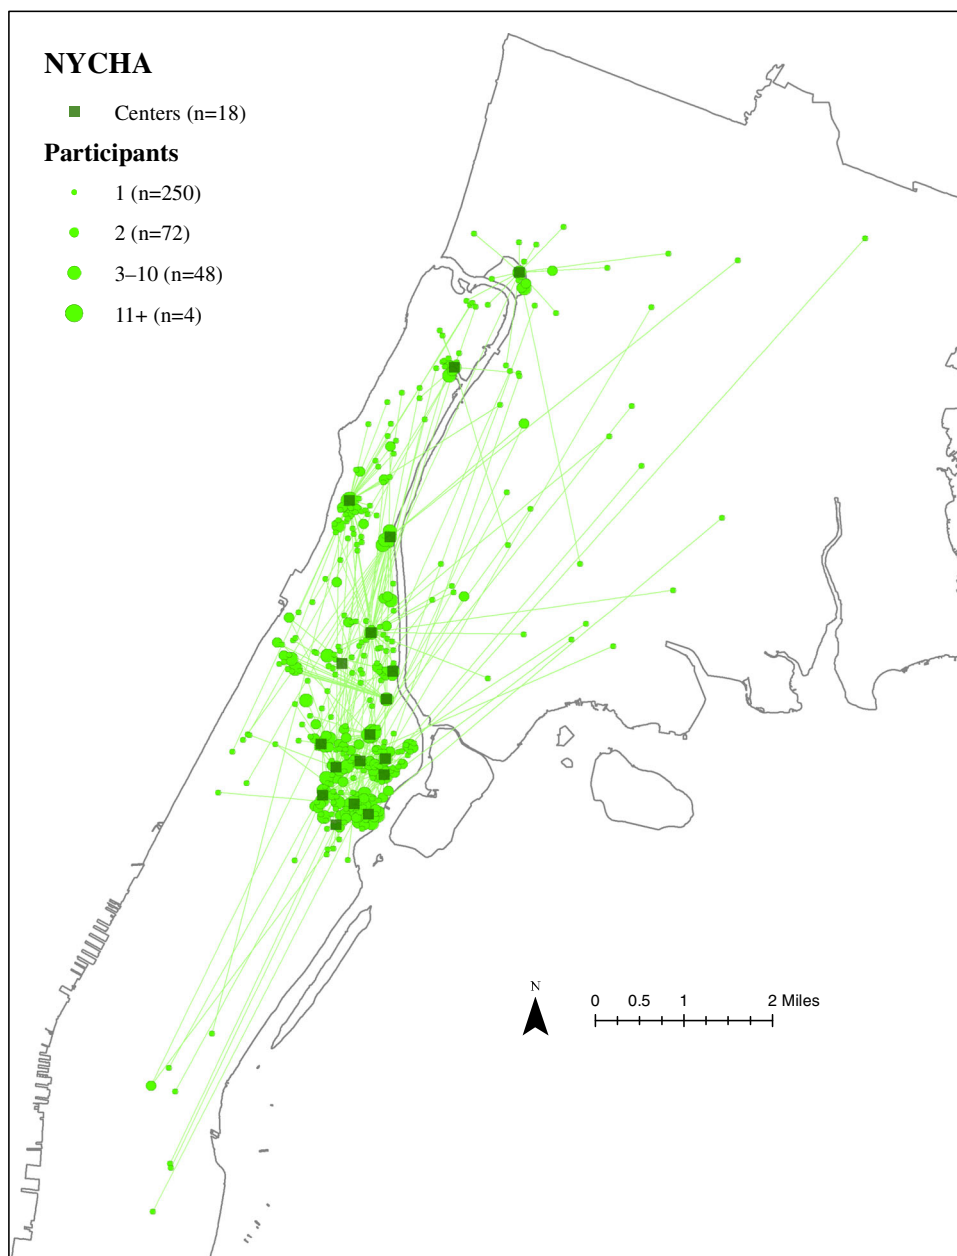 NYCHA
Centers (n=18)
Participants
1 (n=250)
2 (n=72)
3–10 (n=48)
11+ (n=4)
N
0 0.5 1 2 Miles